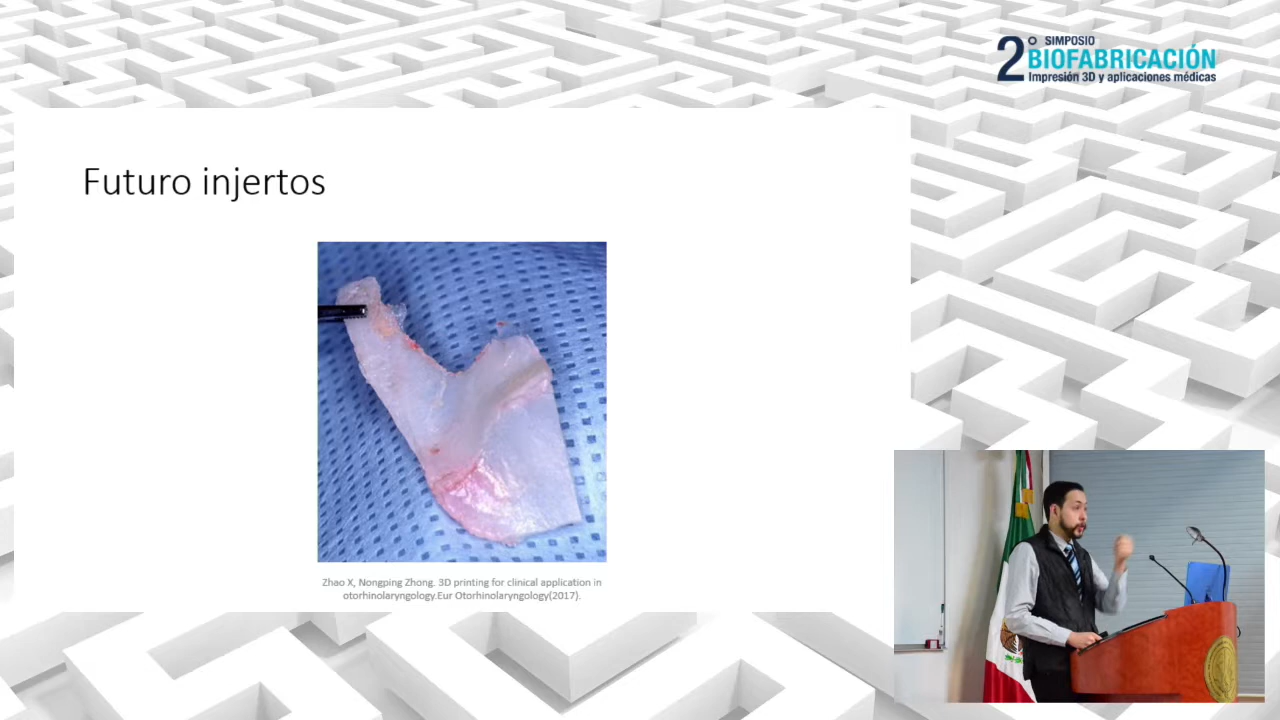 2° SIMPOSIO
BIOFABRICACIÓN
Impresión 3D y aplicaciones médicas
Futuro injertos
Zhao X, Nongping Zhong. 3D printing for clinical application in
otorhinolaryngology.Eur Otorhinolaryngology(2017).